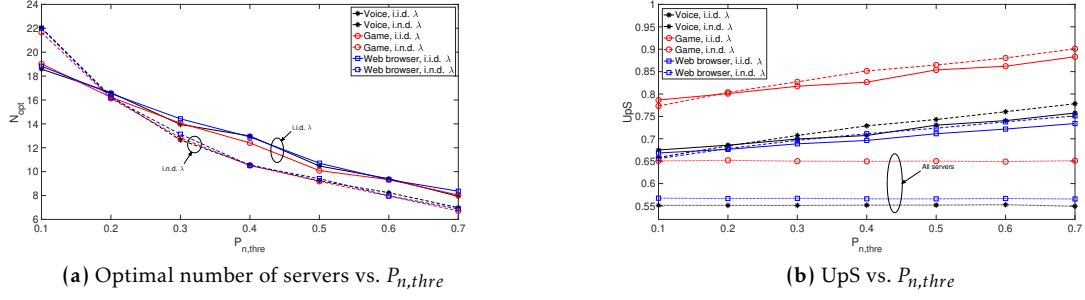 24
22
20
18
16
14
12
10
8
6
N_opt
0.1 0.2 0.3 0.4 0.5 0.6 0.7
P_n,thre
Voice, i.i.d. λ
Voice, i.n.d. λ
Game, i.i.d. λ
Game, i.n.d. λ
Web browser, i.i.d. λ
Web browser, i.n.d. λ
i.i.d. λ
i.n.d. λ
(a) Optimal number of servers vs. P_n,thre
1
0.95
0.9
0.85
0.8
0.75
0.7
0.65
0.6
0.55
UpS
0.1 0.2 0.3 0.4 0.5 0.6 0.7
P_n,thre
Voice, i.i.d. λ
Voice, i.n.d. λ
Game, i.i.d. λ
Game, i.n.d. λ
Web browser, i.i.d. λ
Web browser, i.n.d. λ
All servers
(b) UpS vs. P_n,thre